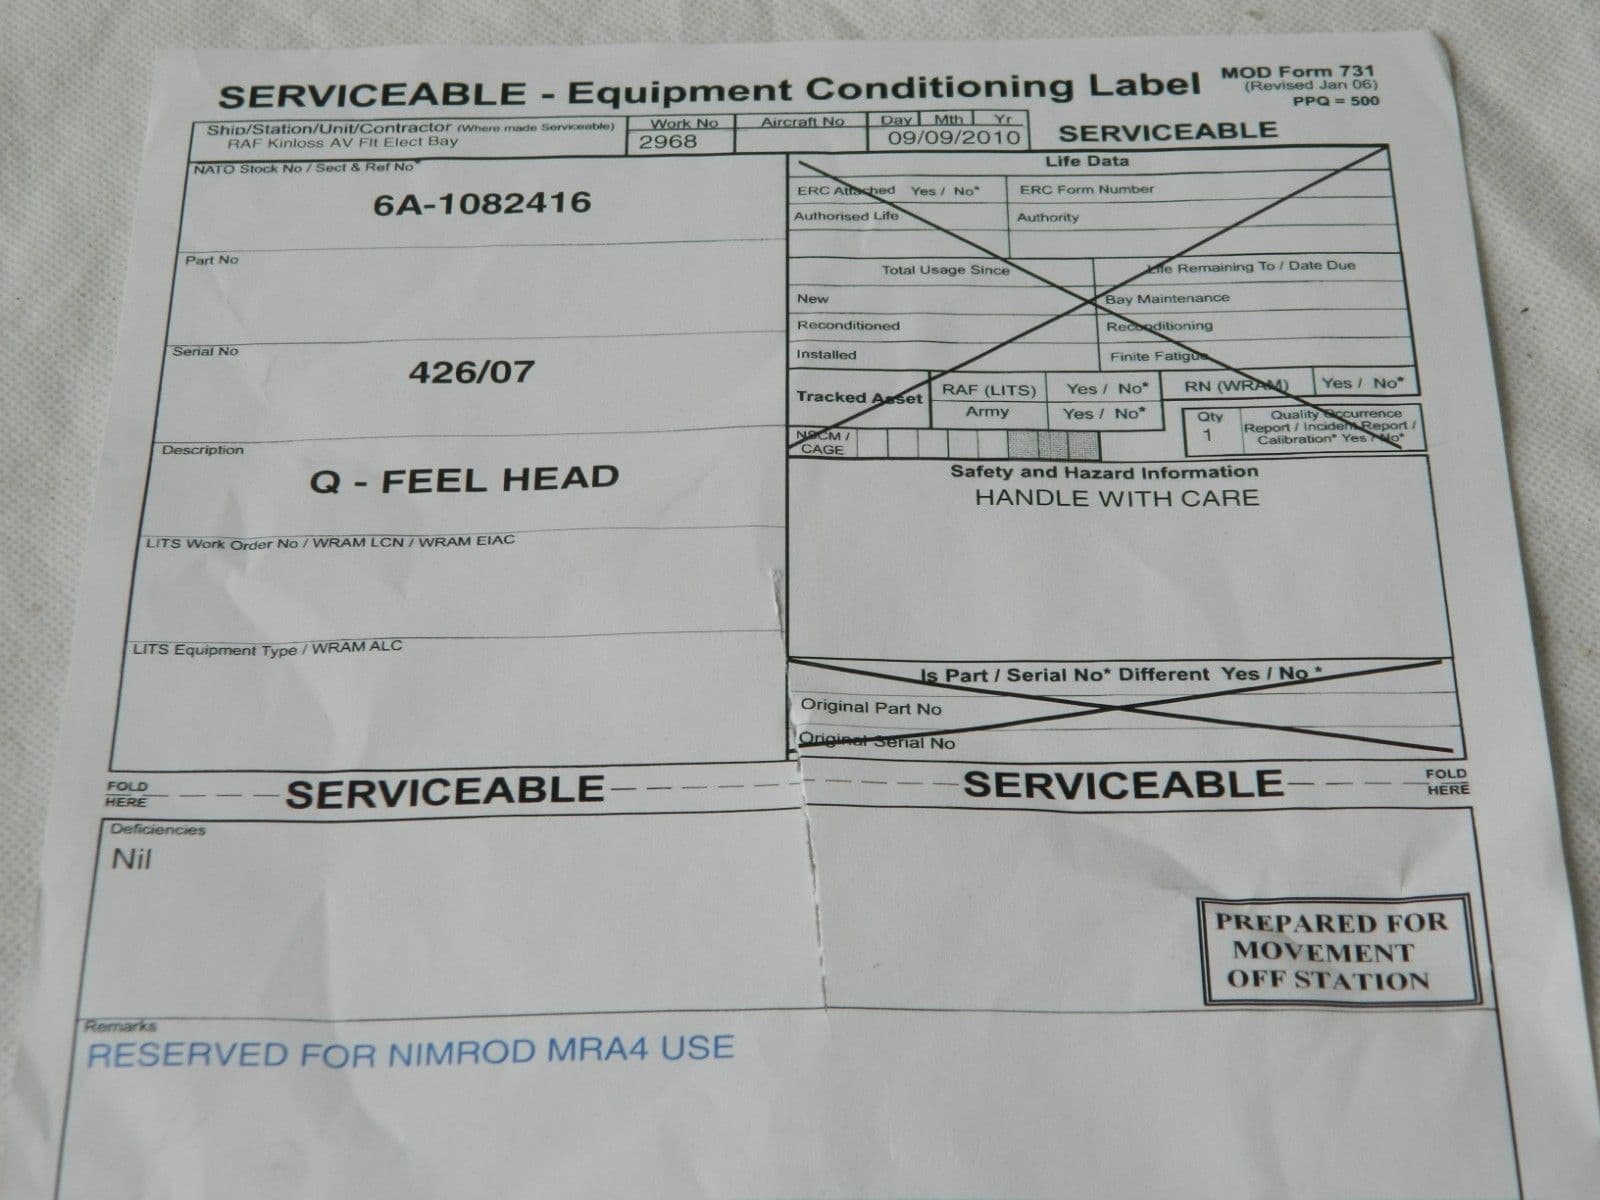 SERVICEABLE - Equipment Conditioning Label
MOD Form 731
(Revised Jan 06)
PPQ = 500
Ship/Station/Unit/Contractor (Where made Serviceable)
RAF Kinloss AV Flt Elect Bay
Work No
2968
Aircraft No
Day Mth Yr
09/09/2010
SERVICEABLE
NATO Stock No / Sect & Ref No*
6A-1082416
Part No
Serial No
426/07
Description
Q - FEEL HEAD
LITS Work Order No / WRAM LCN / WRAM EIAC
LITS Equipment Type / WRAM ALC
Life Data
ERC Attached Yes / No*
ERC Form Number
Authorised Life
Authority
Total Usage Since
Life Remaining To / Date Due
New
Bay Maintenance
Reconditioned
Reconditioning
Installed
Finite Fatigue
Tracked Asset
RAF (LITS)
Yes / No*
RN (WRAM)
Yes / No*
Army
Yes / No*
Qty
1
Quality Occurrence
Report / Incident Report /
Calibration* Yes / No*
NSCM /
CAGE
Safety and Hazard Information
HANDLE WITH CARE
Is Part / Serial No* Different Yes / No *
Original Part No
Original Serial No
FOLD
HERE
SERVICEABLE
SERVICEABLE
FOLD
HERE
Deficiencies
Nil
PREPARED FOR
MOVEMENT
OFF STATION
Remarks
RESERVED FOR NIMROD MRA4 USE